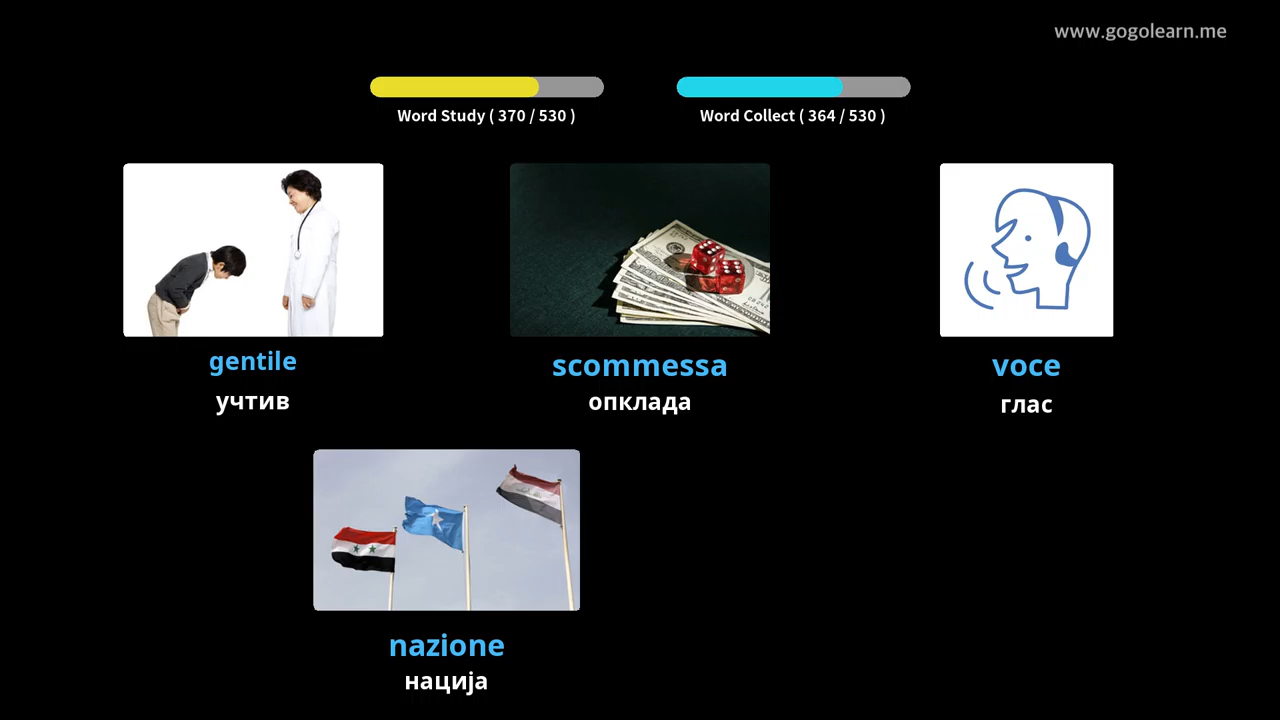 www.gogolearn.me
Word Study ( 370 / 530 )
Word Collect ( 364 / 530 )
gentile
учтив
scommessa
опклада
voce
глас
nazione
нација